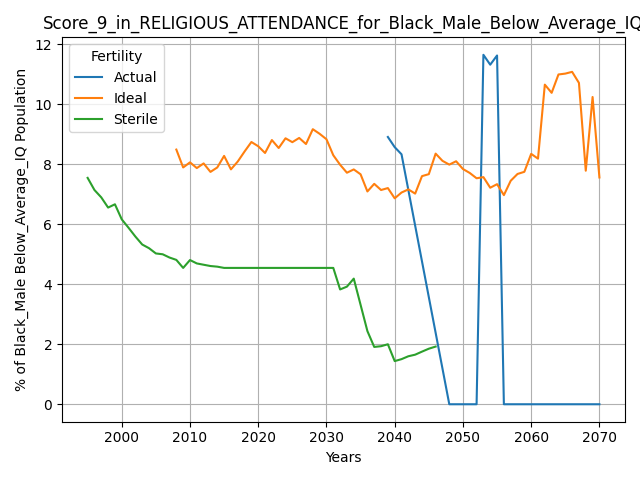 Score_9_in_RELIGIOUS_ATTENDANCE_for_Black_Male_Below_Average_IQ
Fertility
Actual
Ideal
Sterile
% of Black_Male Below_Average_IQ Population
12
10
8
6
4
2
0
2000 2010 2020 2030 2040 2050 2060 2070
Years